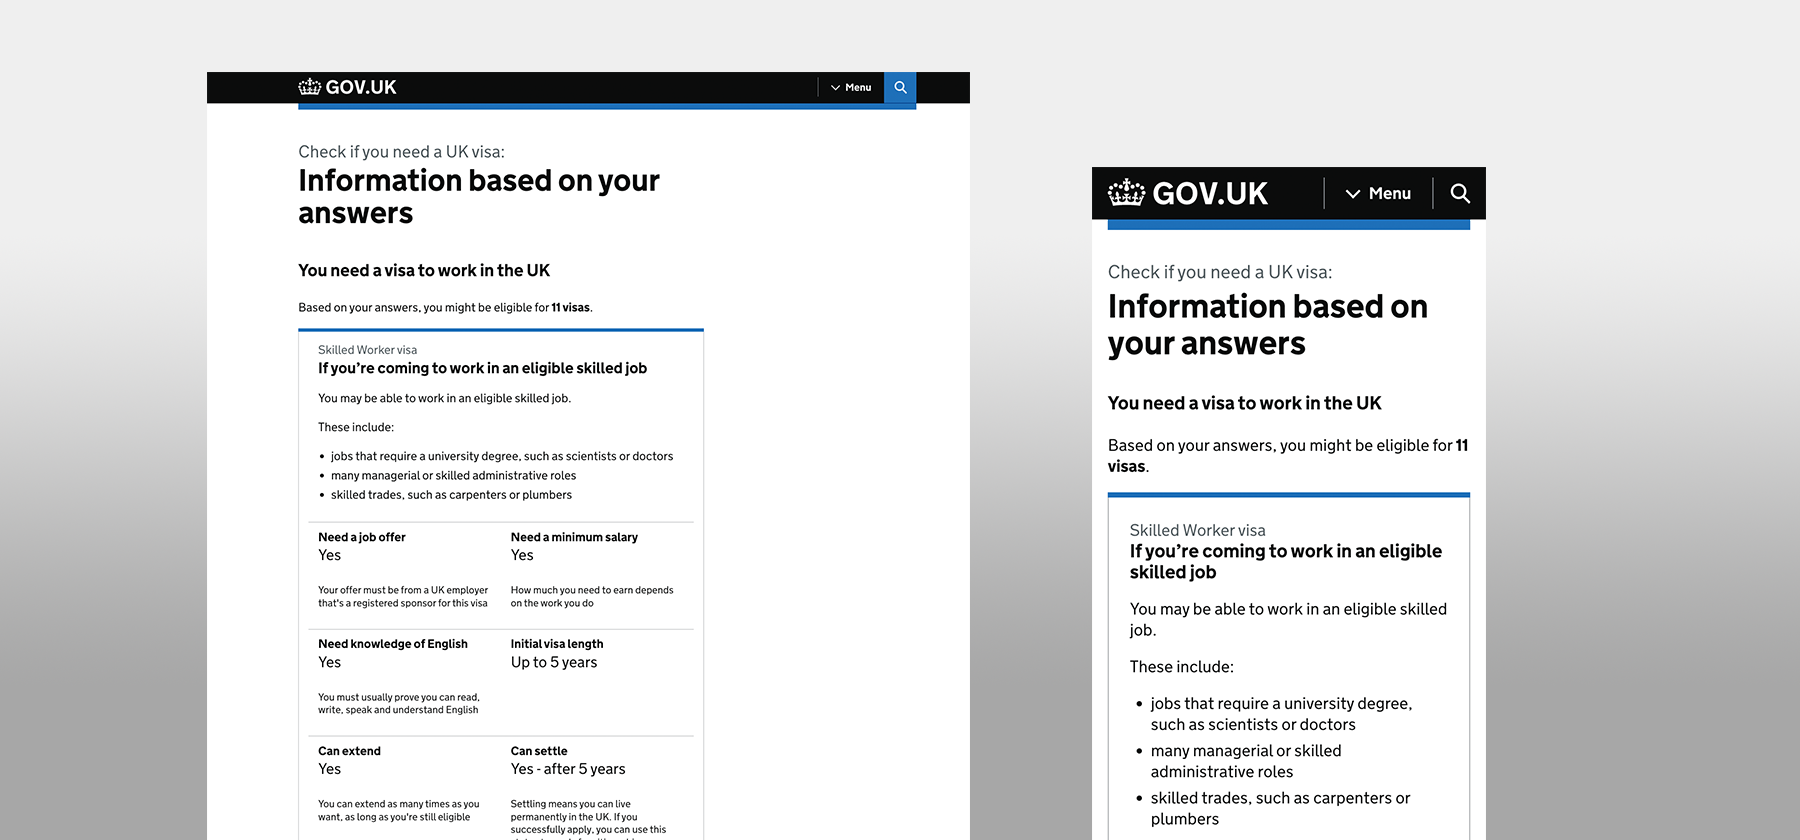 GOV.UK
Menu
Check if you need a UK visa:
Information based on your
answers
You need a visa to work in the UK
Based on your answers, you might be eligible for 11 visas.
Skilled Worker visa
If you're coming to work in an eligible skilled job
You may be able to work in an eligible skilled job.
These include:
• jobs that require a university degree, such as scientists or doctors
• many managerial or skilled administrative roles
• skilled trades, such as carpenters or plumbers
Need a job offer
Yes
Your offer must be from a UK employer
that's a registered sponsor for this visa
Need a minimum salary
Yes
How much you need to earn depends
on the work you do
Need knowledge of English
Yes
You must usually prove you can read,
write, speak and understand English
Initial visa length
Up to 5 years
Can extend
Yes
You can extend as many times as you
want, as long as you're still eligible
Can settle
Yes - after 5 years
Settling means you can live
permanently in the UK. If you
successfully apply, you can use this
GOV.UK
Menu
Check if you need a UK visa:
Information based on
your answers
You need a visa to work in the UK
Based on your answers, you might be eligible for 11
visas.
Skilled Worker visa
If you're coming to work in an eligible
skilled job
You may be able to work in an eligible skilled
job.
These include:
• jobs that require a university degree,
such as scientists or doctors
• many managerial or skilled
administrative roles
• skilled trades, such as carpenters or
plumbers